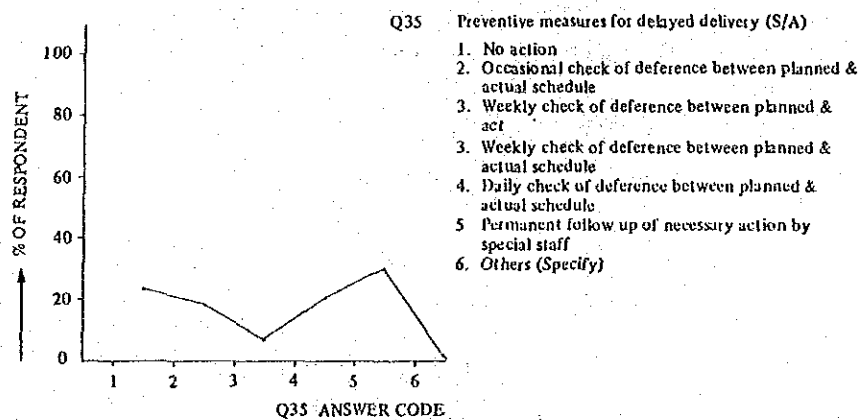 Q35 Preventive measures for delayed delivery (S/A)
1. No action
2. Occasional check of deference between planned &
actual schedule
3. Weekly check of deference between planned &
act
3. Weekly check of deference between planned &
actual schedule
4. Daily check of deference between planned &
actual schedule
5 Permanent follow up of necessary action by
special staff
6. Others (Specify)
% OF RESPONDENT
100
80
60
40
20
0
1 2 3 4 5 6
Q35 ANSWER CODE